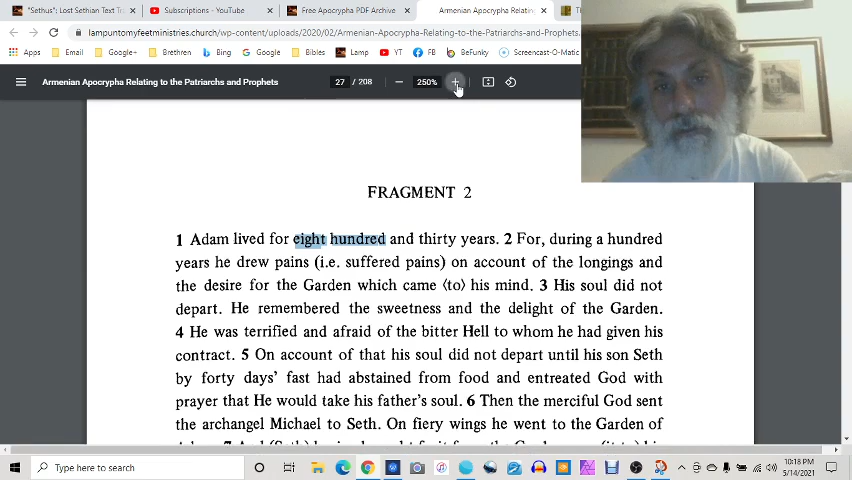 "Sethus"; Lost Sethian Text Tra
Subscriptions - YouTube
Free Apocrypha PDF Archive
Armenian Apocrypha Relating
lampuntomyfeetministries.church/wp-content/uploads/2020/02/Armenian-Apocrypha-Relating-to-the-Patriarchs-and-Prophets.
Apps
Email
Google+
Brethren
Bing
Google
Bibles
Lamp
YT
FB
BeFunky
Screencast-O-Matic
Armenian Apocrypha Relating to the Patriarchs and Prophets
27 / 208
250%
FRAGMENT 2
1 Adam lived for eight hundred and thirty years. 2 For, during a hundred
years he drew pains (i.e. suffered pains) on account of the longings and
the desire for the Garden which came ⟨to⟩ his mind. 3 His soul did not
depart. He remembered the sweetness and the delight of the Garden.
4 He was terrified and afraid of the bitter Hell to whom he had given his
contract. 5 On account of that his soul did not depart until his son Seth
by forty days' fast had abstained from food and entreated God with
prayer that He would take his father's soul. 6 Then the merciful God sent
the archangel Michael to Seth. On fiery wings he went to the Garden of
Type here to search
10:18 PM
5/14/2021